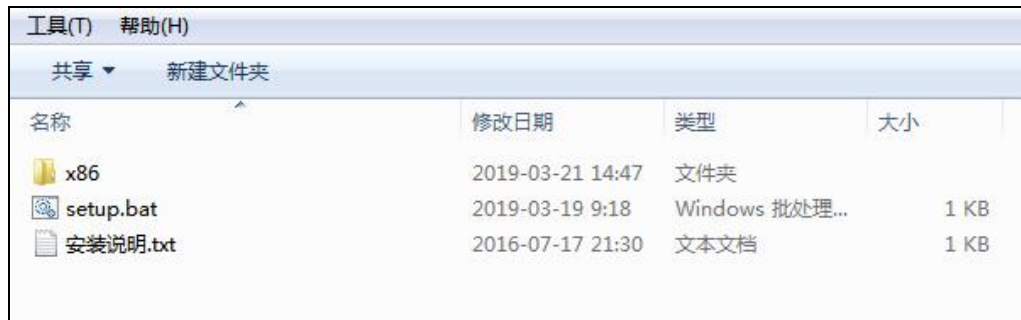 工具(T) 帮助(H)
共享 新建文件夹
名称 修改日期 类型 大小
x86 2019-03-21 14:47 文件夹
setup.bat 2019-03-19 9:18 Windows 批处理... 1 KB
安装说明.txt 2016-07-17 21:30 文本文档 1 KB